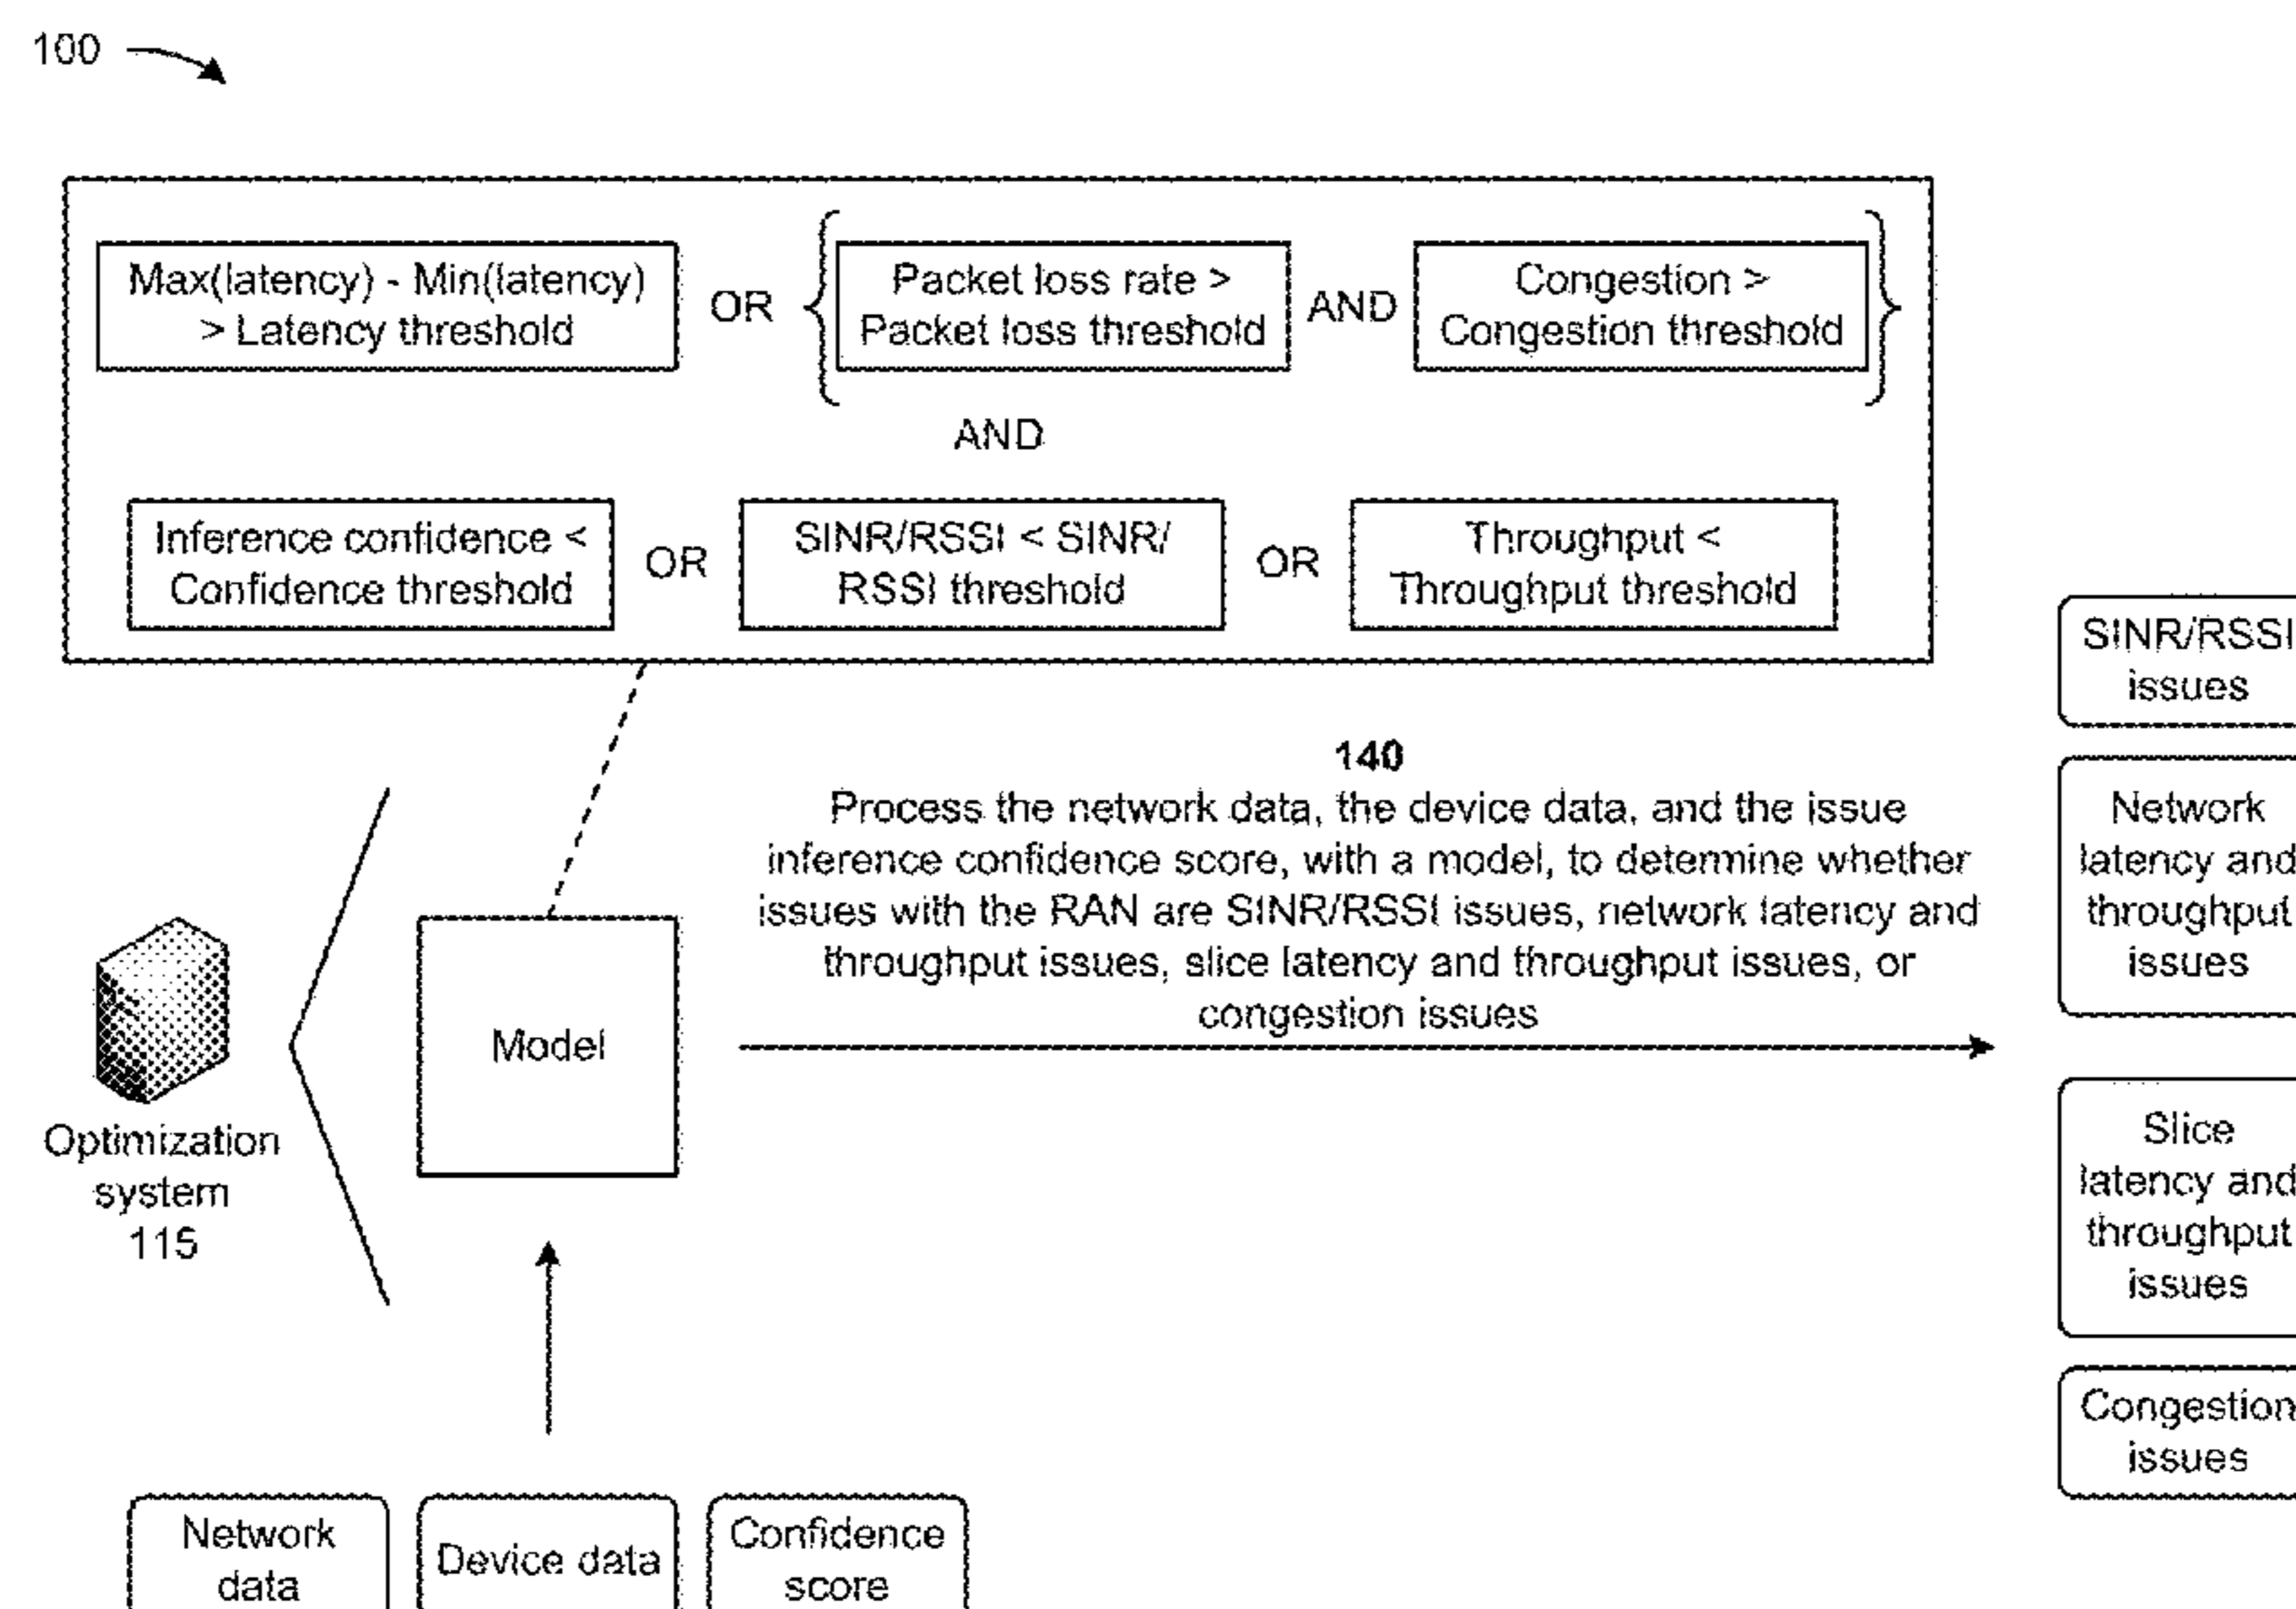 100
Max(latency) - Min(latency)
> Latency threshold
OR
Packet loss rate >
Packet loss threshold
AND
Congestion >
Congestion threshold
AND
Inference confidence <
Confidence threshold
OR
SINR/RSSI < SINR/
RSSI threshold
OR
Throughput <
Throughput threshold
140
Process the network data, the device data, and the issue
inference confidence score, with a model, to determine whether
issues with the RAN are SINR/RSSI issues, network latency and
throughput issues, slice latency and throughput issues, or
congestion issues
Optimization
system
115
Model
SINR/RSSI
issues
Network
latency and
throughput
issues
Slice
latency and
throughput
issues
Congestion
issues
Network
data
Device data
Confidence
score